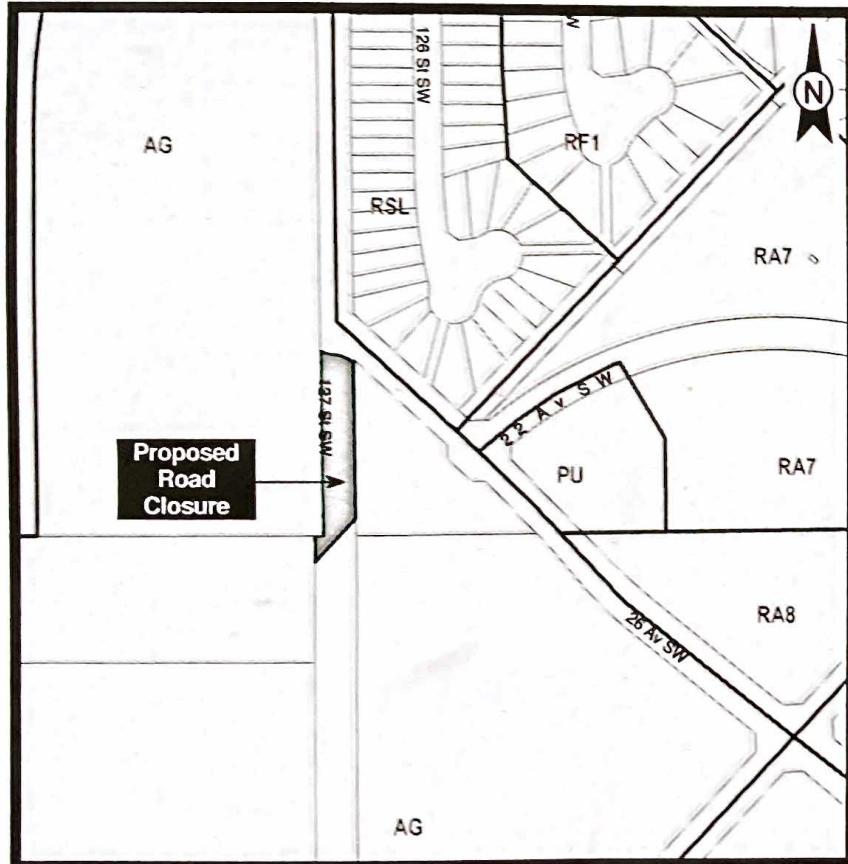 126 St SW
W
N
AG
RF1
RSL
RA7
22 Av SW
127 St SW
Proposed
Road
Closure
PU
RA7
RA8
26 Av SW
AG